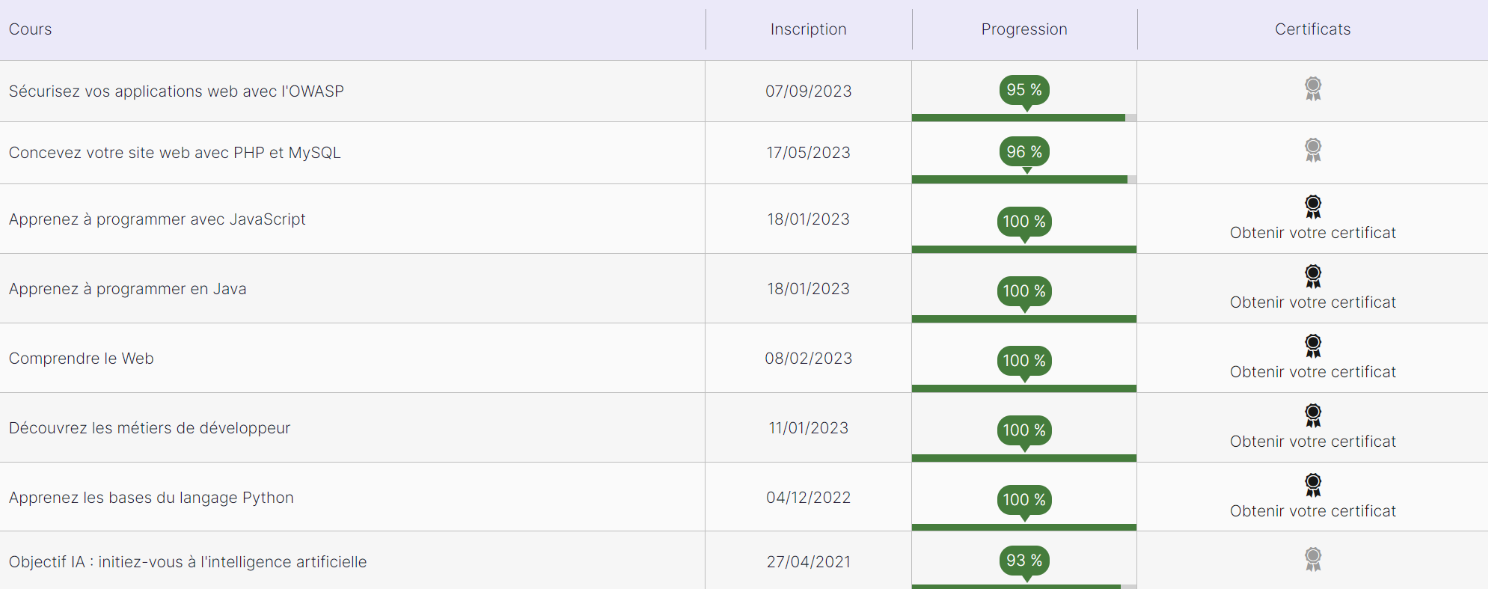 Cours Inscription Progression Certificats
Sécurisez vos applications web avec l'OWASP 07/09/2023 95 %
Concevez votre site web avec PHP et MySQL 17/05/2023 96 %
Apprenez à programmer avec JavaScript 18/01/2023 100 % Obtenir votre certificat
Apprenez à programmer en Java 18/01/2023 100 % Obtenir votre certificat
Comprendre le Web 08/02/2023 100 % Obtenir votre certificat
Découvrez les métiers de développeur 11/01/2023 100 % Obtenir votre certificat
Apprenez les bases du langage Python 04/12/2022 100 % Obtenir votre certificat
Objectif IA : initiez-vous à l'intelligence artificielle 27/04/2021 93 %